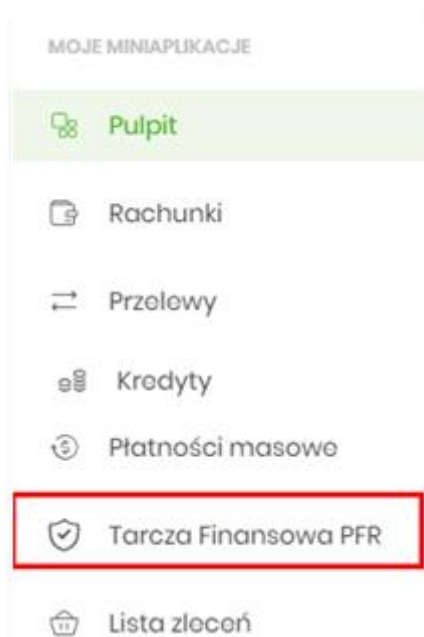 MOJE MINIAPLIKACJE
Pulpit
Rachunki
Przelewy
Kredyty
Płatności masowe
Tarcza Finansowa PFR
Lista zleceń